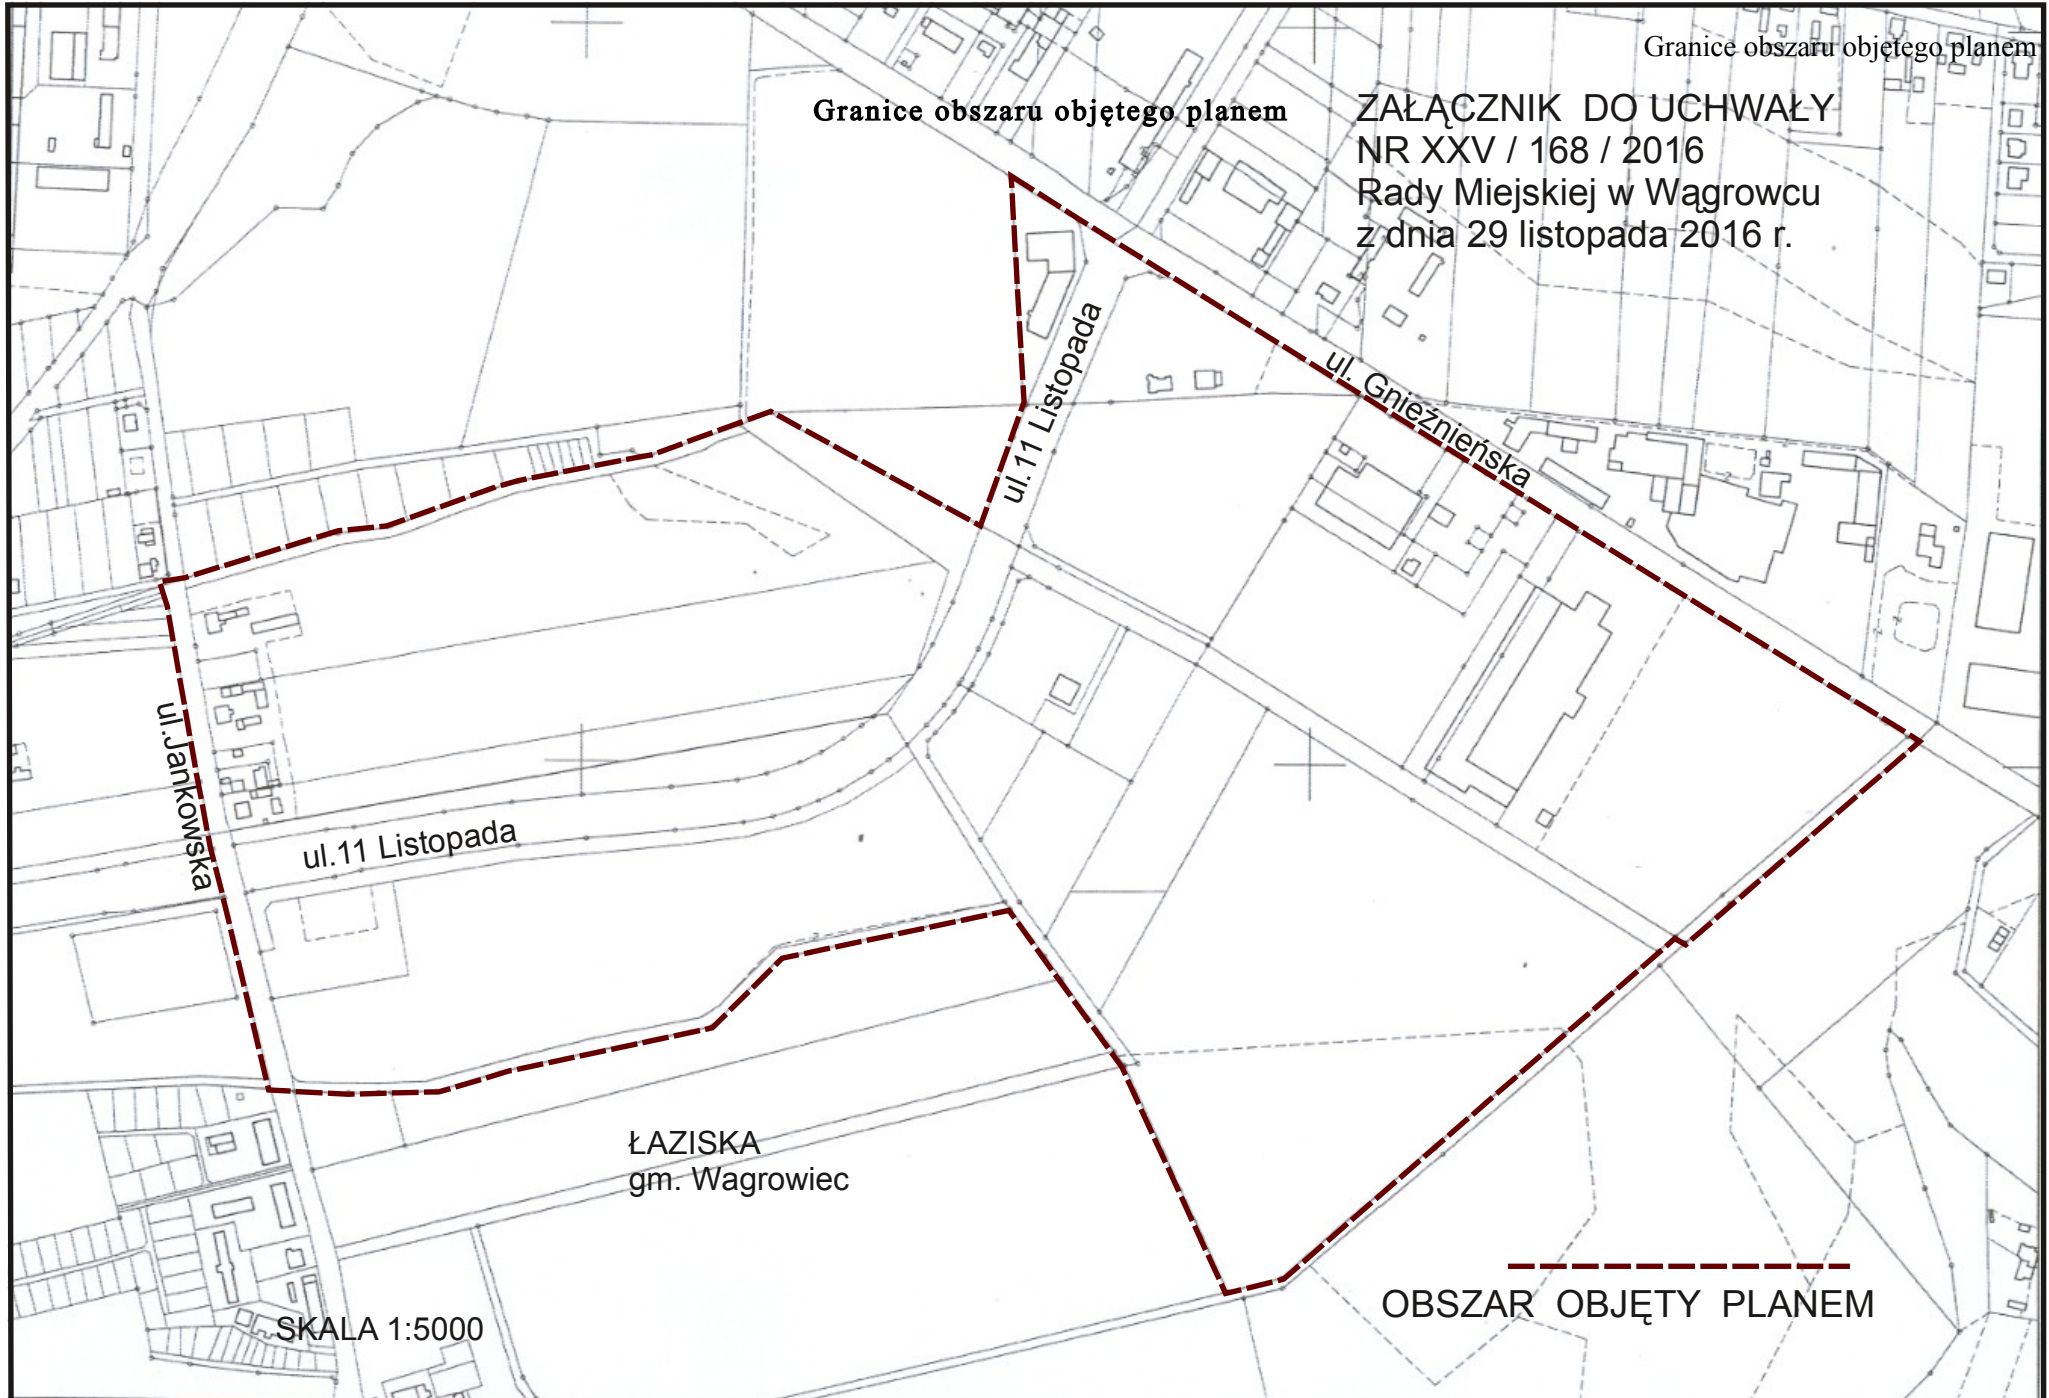 Granice obszaru objętego planem
Granice obszaru objętego planem
ZAŁĄCZNIK DO UCHWAŁY
NR XXV / 168 / 2016
Rady Miejskiej w Wągrowcu
z dnia 29 listopada 2016 r.
ul.11 Listopada
ul. Gnieźnieńska
ul.Jankowska
ul.11 Listopada
ŁAZISKA
gm. Wagrowiec
OBSZAR OBJĘTY PLANEM
SKALA 1:5000